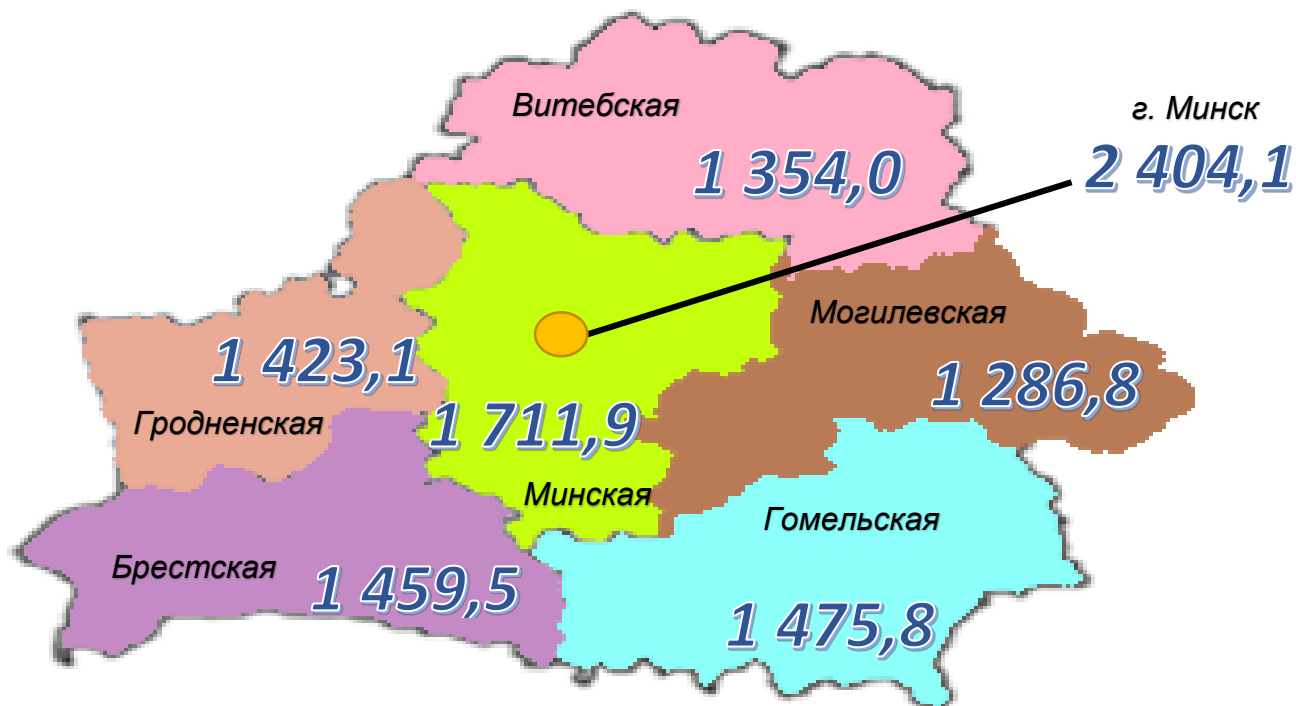 Витебская
1 354,0
г. Минск
2 404,1
Могилевская
1 286,8
1 423,1
Гродненская
1 711,9
Минская
Гомельская
1 475,8
Брестская
1 459,5